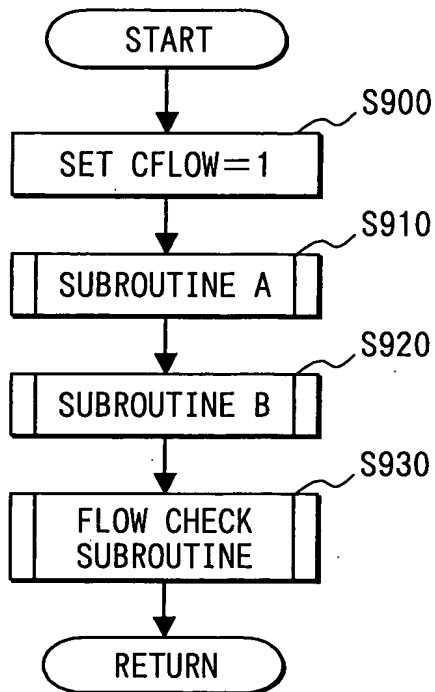 START
S900
SET CFLOW=1
S910
SUBROUTINE A
S920
SUBROUTINE B
S930
FLOW CHECK
SUBROUTINE
RETURN